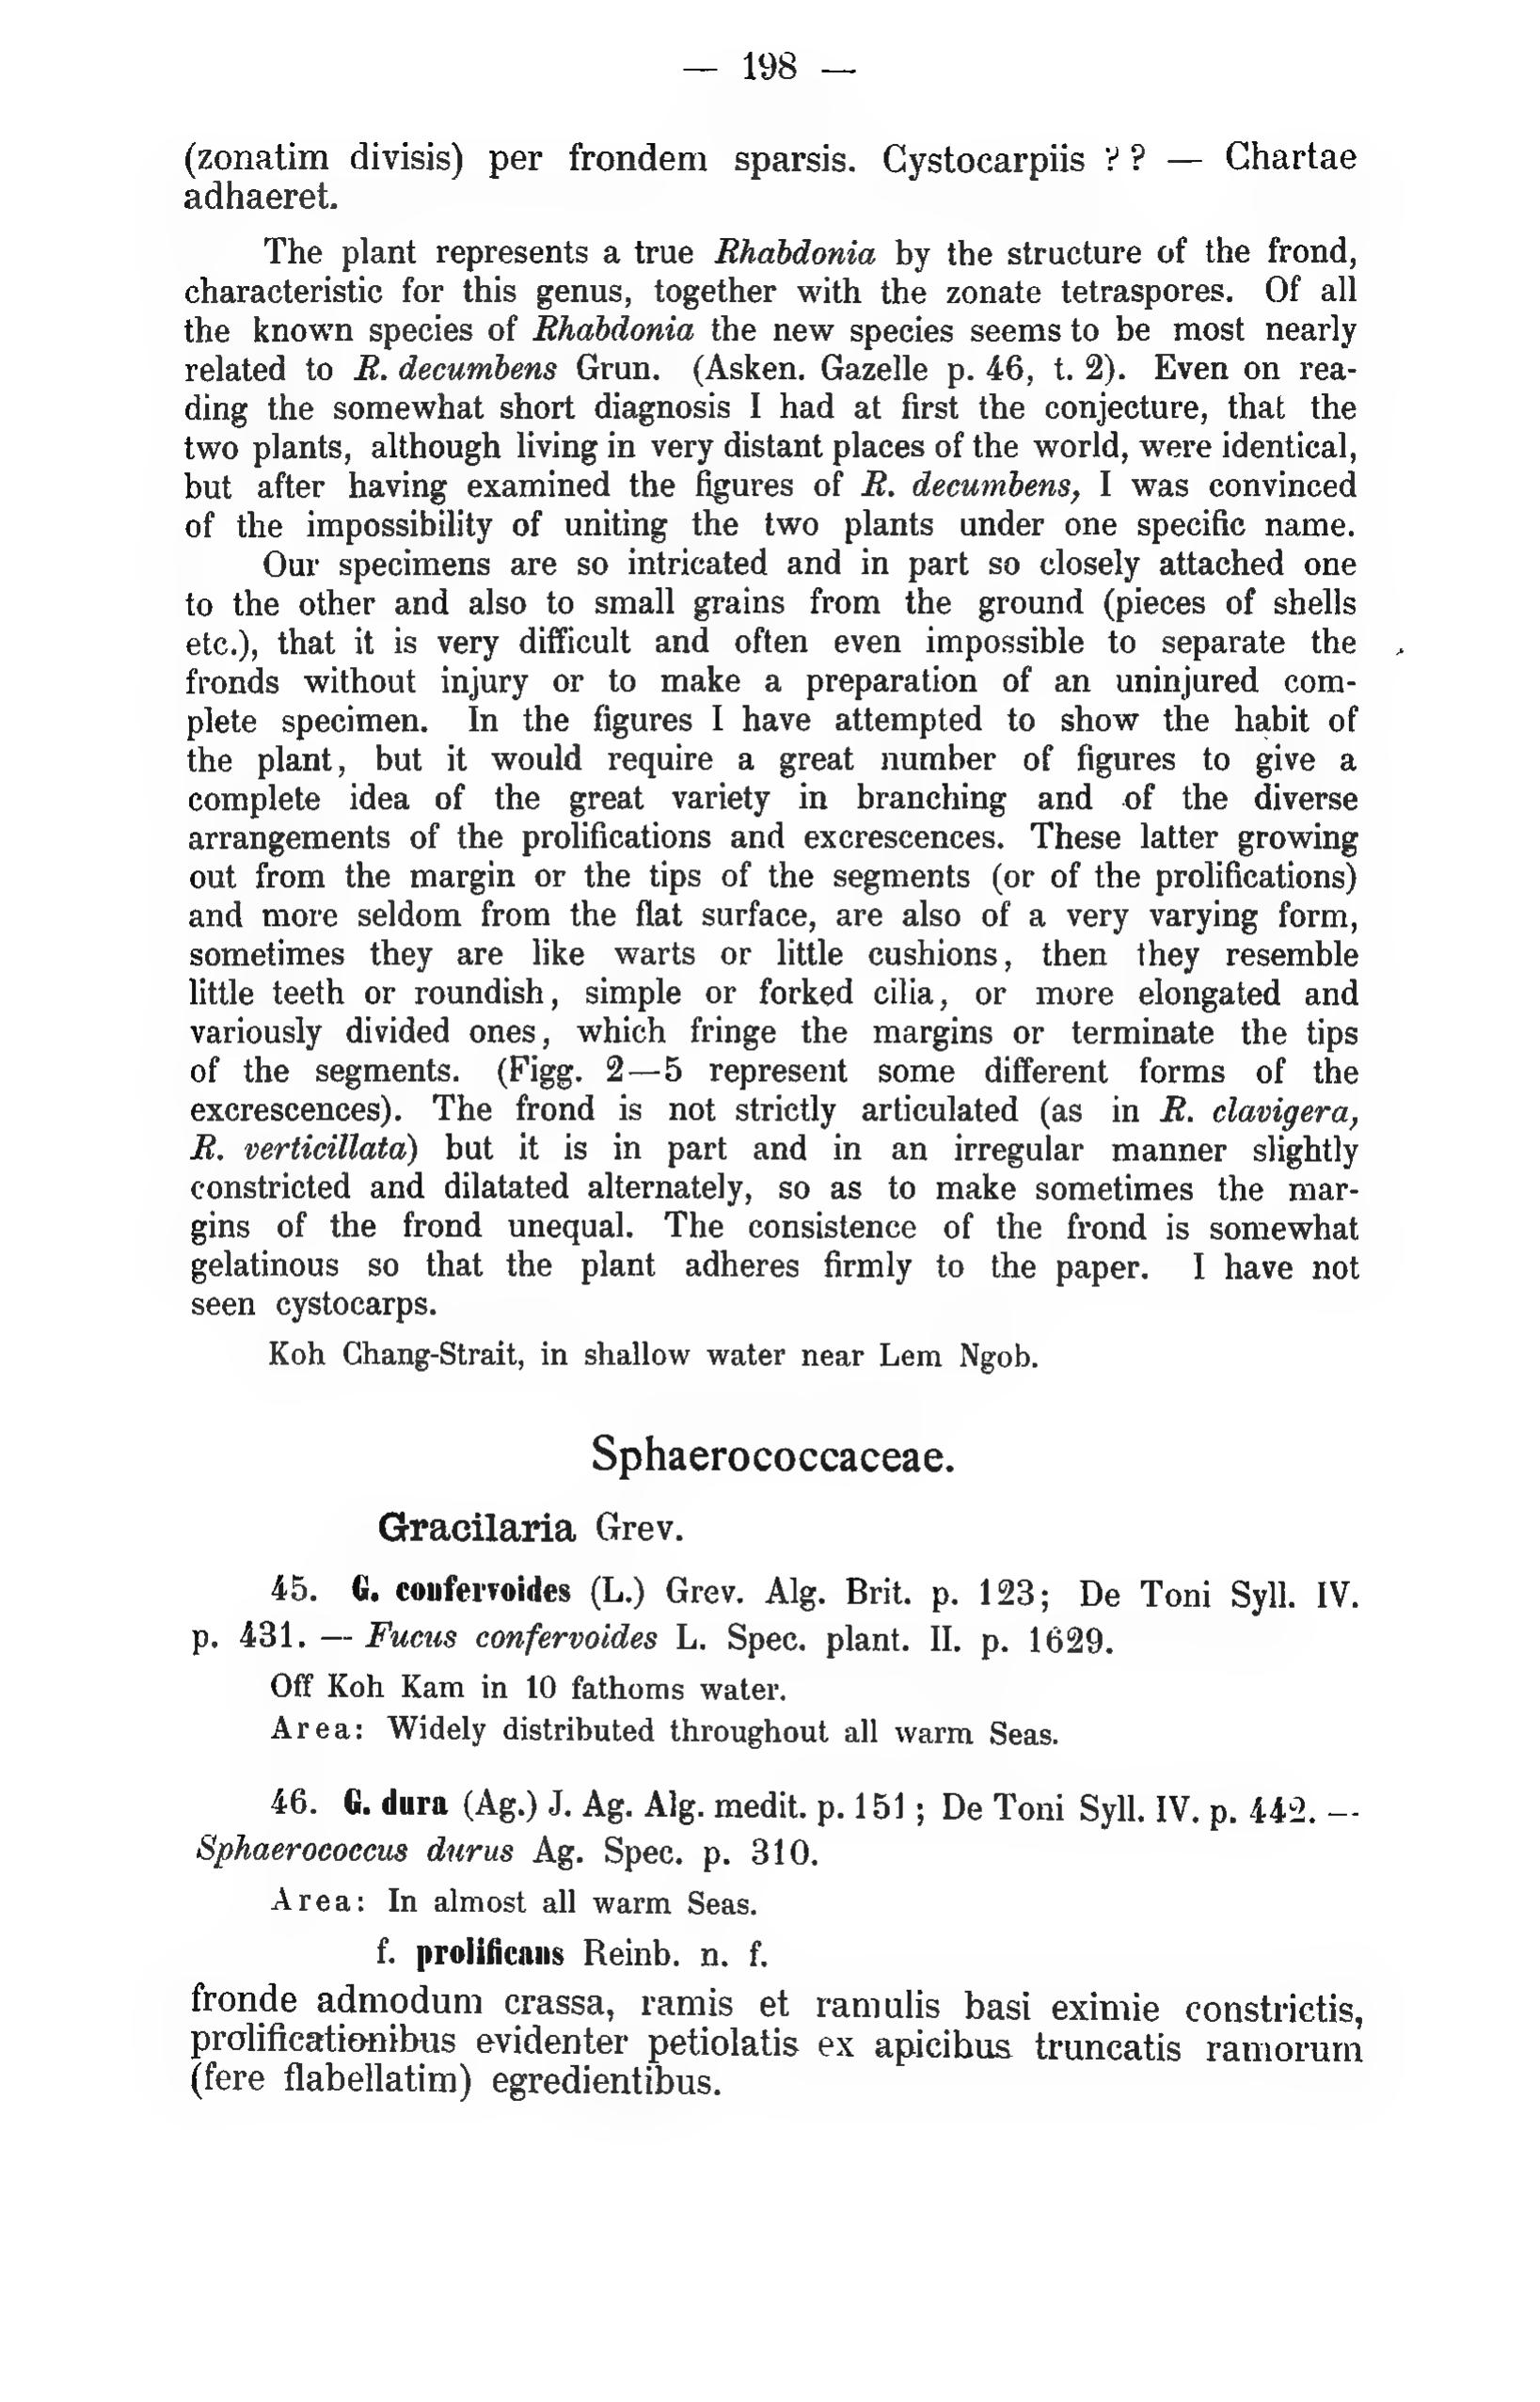 — 198 —
(zonatim divisis) per frondem sparsis. Cystocarpiis ? ? — Chartae
adhaeret.
The plant represents a true Rhabdonia by the structure of the frond,
characteristic for this genus, together with the zonate tetraspores. Of all
the known species of Rhabdonia the new species seems to be most nearly
related to R. decumbens Grun. (Asken. Gazelle p. 46, t. 2). Even on rea-
ding the somewhat short diagnosis I had at first the conjecture, that the
two plants, although living in very distant places of the world, were identical,
but after having examined the figures of R. decumbens, I was convinced
of the impossibility of uniting the two plants under one specific name.
Our specimens are so intricated and in part so closely attached one
to the other and also to small grains from the ground (pieces of shells
etc.), that it is very difficult and often even impossible to separate the
fronds without injury or to make a preparation of an uninjured com-
plete specimen. In the figures I have attempted to show the habit of
the plant, but it would require a great number of figures to give a
complete idea of the great variety in branching and of the diverse
arrangements of the prolifications and excrescences. These latter growing
out from the margin or the tips of the segments (or of the prolifications)
and more seldom from the flat surface, are also of a very varying form,
sometimes they are like warts or little cushions, then they resemble
little teeth or roundish, simple or forked cilia, or more elongated and
variously divided ones, which fringe the margins or terminate the tips
of the segments. (Figg. 2—5 represent some different forms of the
excrescences). The frond is not strictly articulated (as in R. clavigera,
R. verticillata) but it is in part and in an irregular manner slightly
constricted and dilatated alternately, so as to make sometimes the mar-
gins of the frond unequal. The consistence of the frond is somewhat
gelatinous so that the plant adheres firmly to the paper. I have not
seen cystocarps.
Koh Chang-Strait, in shallow water near Lem Ngob.
Sphaerococcaceae.
Gracilaria Grev.
45. G. confervoides (L.) Grev. Alg. Brit. p. 123; De Toni Syll. IV.
p. 431. — Fucus confervoides L. Spec. plant. II. p. 1629.
Off Koh Kam in 10 fathoms water.
Area: Widely distributed throughout all warm Seas.
46. G. dura (Ag.) J. Ag. Alg. medit. p. 151; De Toni Syll. IV. p. 442. —
Sphaerococcus durus Ag. Spec. p. 310.
Area: In almost all warm Seas.
f. prolificans Reinb. n. f.
fronde admodum crassa, ramis et ramulis basi eximie constrictis,
prolificationibus evidenter petiolatis ex apicibus truncatis ramorum
(fere flabellatim) egredientibus.